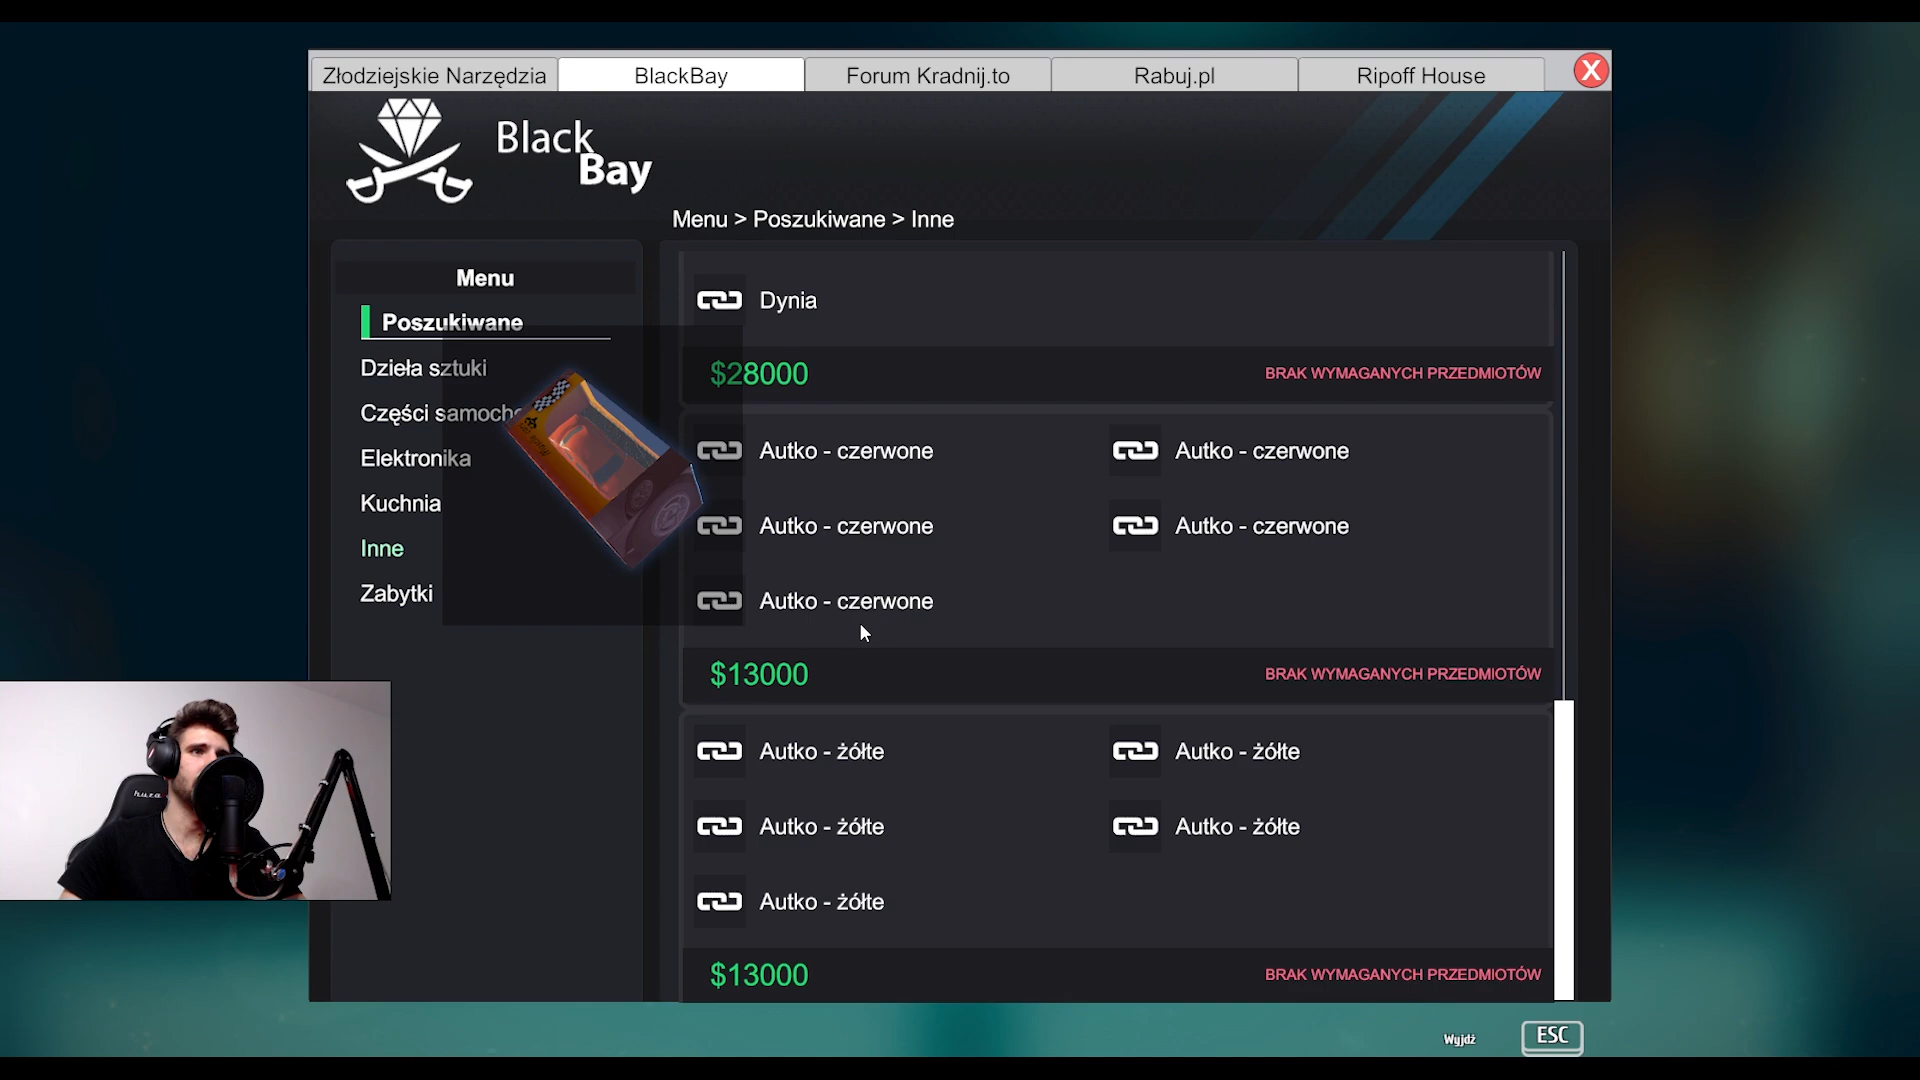 Złodziejskie Narzędzia
BlackBay
Forum Kradnij.to
Rabuj.pl
Ripoff House
X
Black
Bay
Menu > Poszukiwane > Inne
Menu
Poszukiwane
Dzieła sztuki
Części samocho
Elektronika
Kuchnia
Inne
Zabytki
Dynia
$28000
BRAK WYMAGANYCH PRZEDMIOTÓW
Autko - czerwone
Autko - czerwone
Autko - czerwone
Autko - czerwone
Autko - czerwone
$13000
BRAK WYMAGANYCH PRZEDMIOTÓW
Autko - żółte
Autko - żółte
Autko - żółte
Autko - żółte
Autko - żółte
$13000
BRAK WYMAGANYCH PRZEDMIOTÓW
huzaro
Wyjdź
ESC